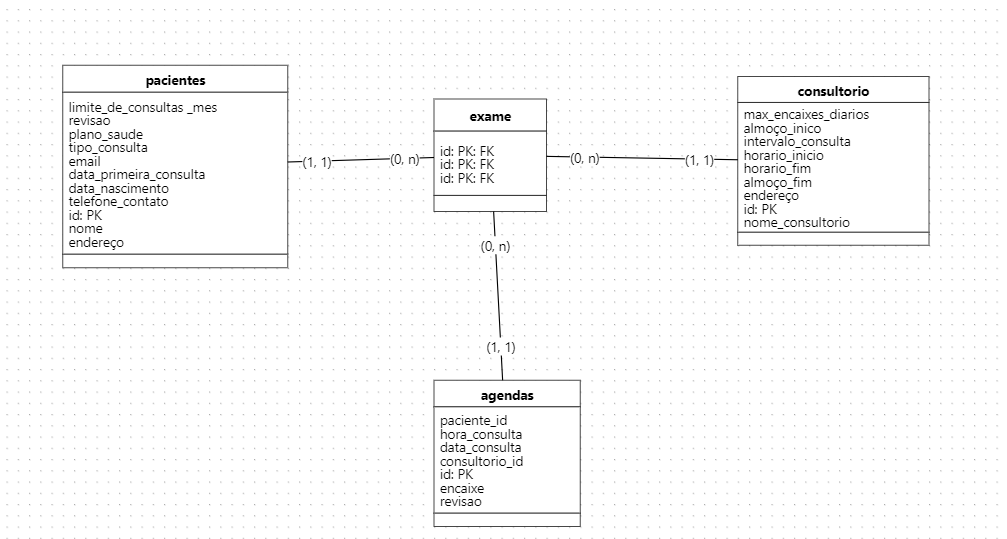 pacientes
limite_de_consultas _mes
revisao
plano_saude
tipo_consulta
email
data_primeira_consulta
data_nascimento
telefone_contato
id: PK
nome
endereço
(1, 1)
(0, n)
exame
id: PK: FK
id: PK: FK
id: PK: FK
(0, n)
(1, 1)
consultorio
max_encaixes_diarios
almoço_inico
intervalo_consulta
horario_inicio
horario_fim
almoço_fim
endereço
id: PK
nome_consultorio
(0, n)
(1, 1)
agendas
paciente_id
hora_consulta
data_consulta
consultorio_id
id: PK
encaixe
revisao